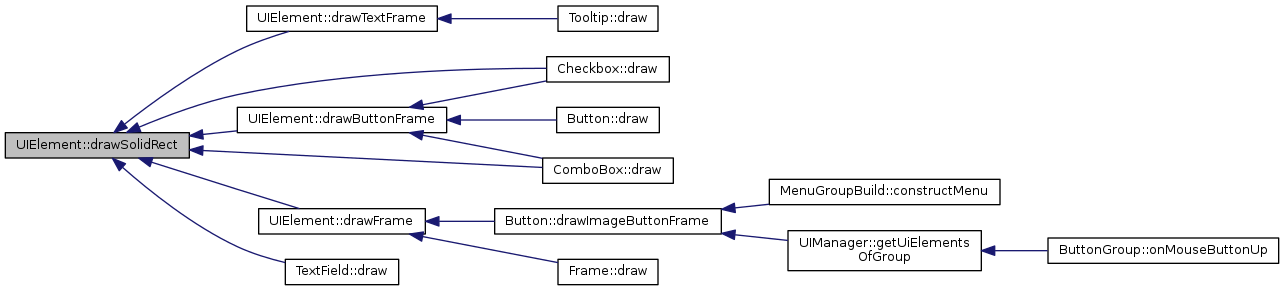 UIElement::drawTextFrame
Tooltip::draw
Checkbox::draw
UIElement::drawButtonFrame
Button::draw
UIElement::drawSolidRect
ComboBox::draw
MenuGroupBuild::constructMenu
UIElement::drawFrame
Button::drawImageButtonFrame
UIManager::getUiElements
OfGroup
ButtonGroup::onMouseButtonUp
TextField::draw
Frame::draw